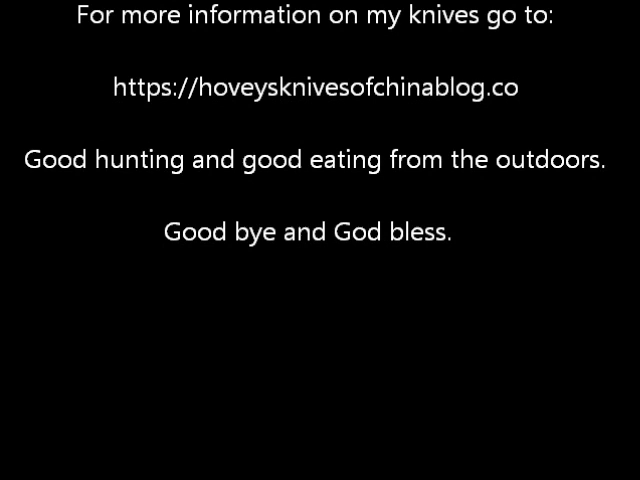 For more information on my knives go to:
https://hoveysknivesofchinablog.co
Good hunting and good eating from the outdoors.
Good bye and God bless.